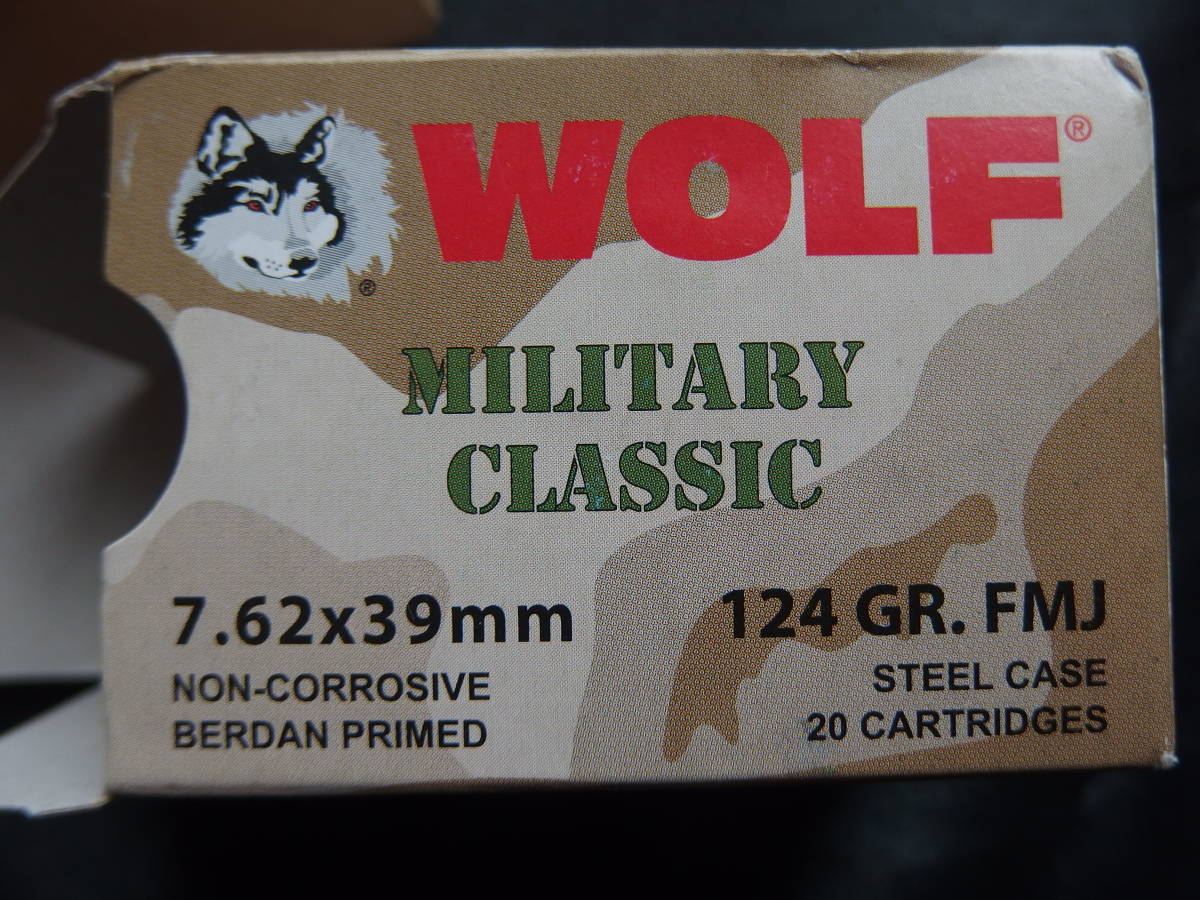 WOLF®
®
MILITARY
CLASSIC
7.62x39mm
NON-CORROSIVE
BERDAN PRIMED
124 GR. FMJ
STEEL CASE
20 CARTRIDGES